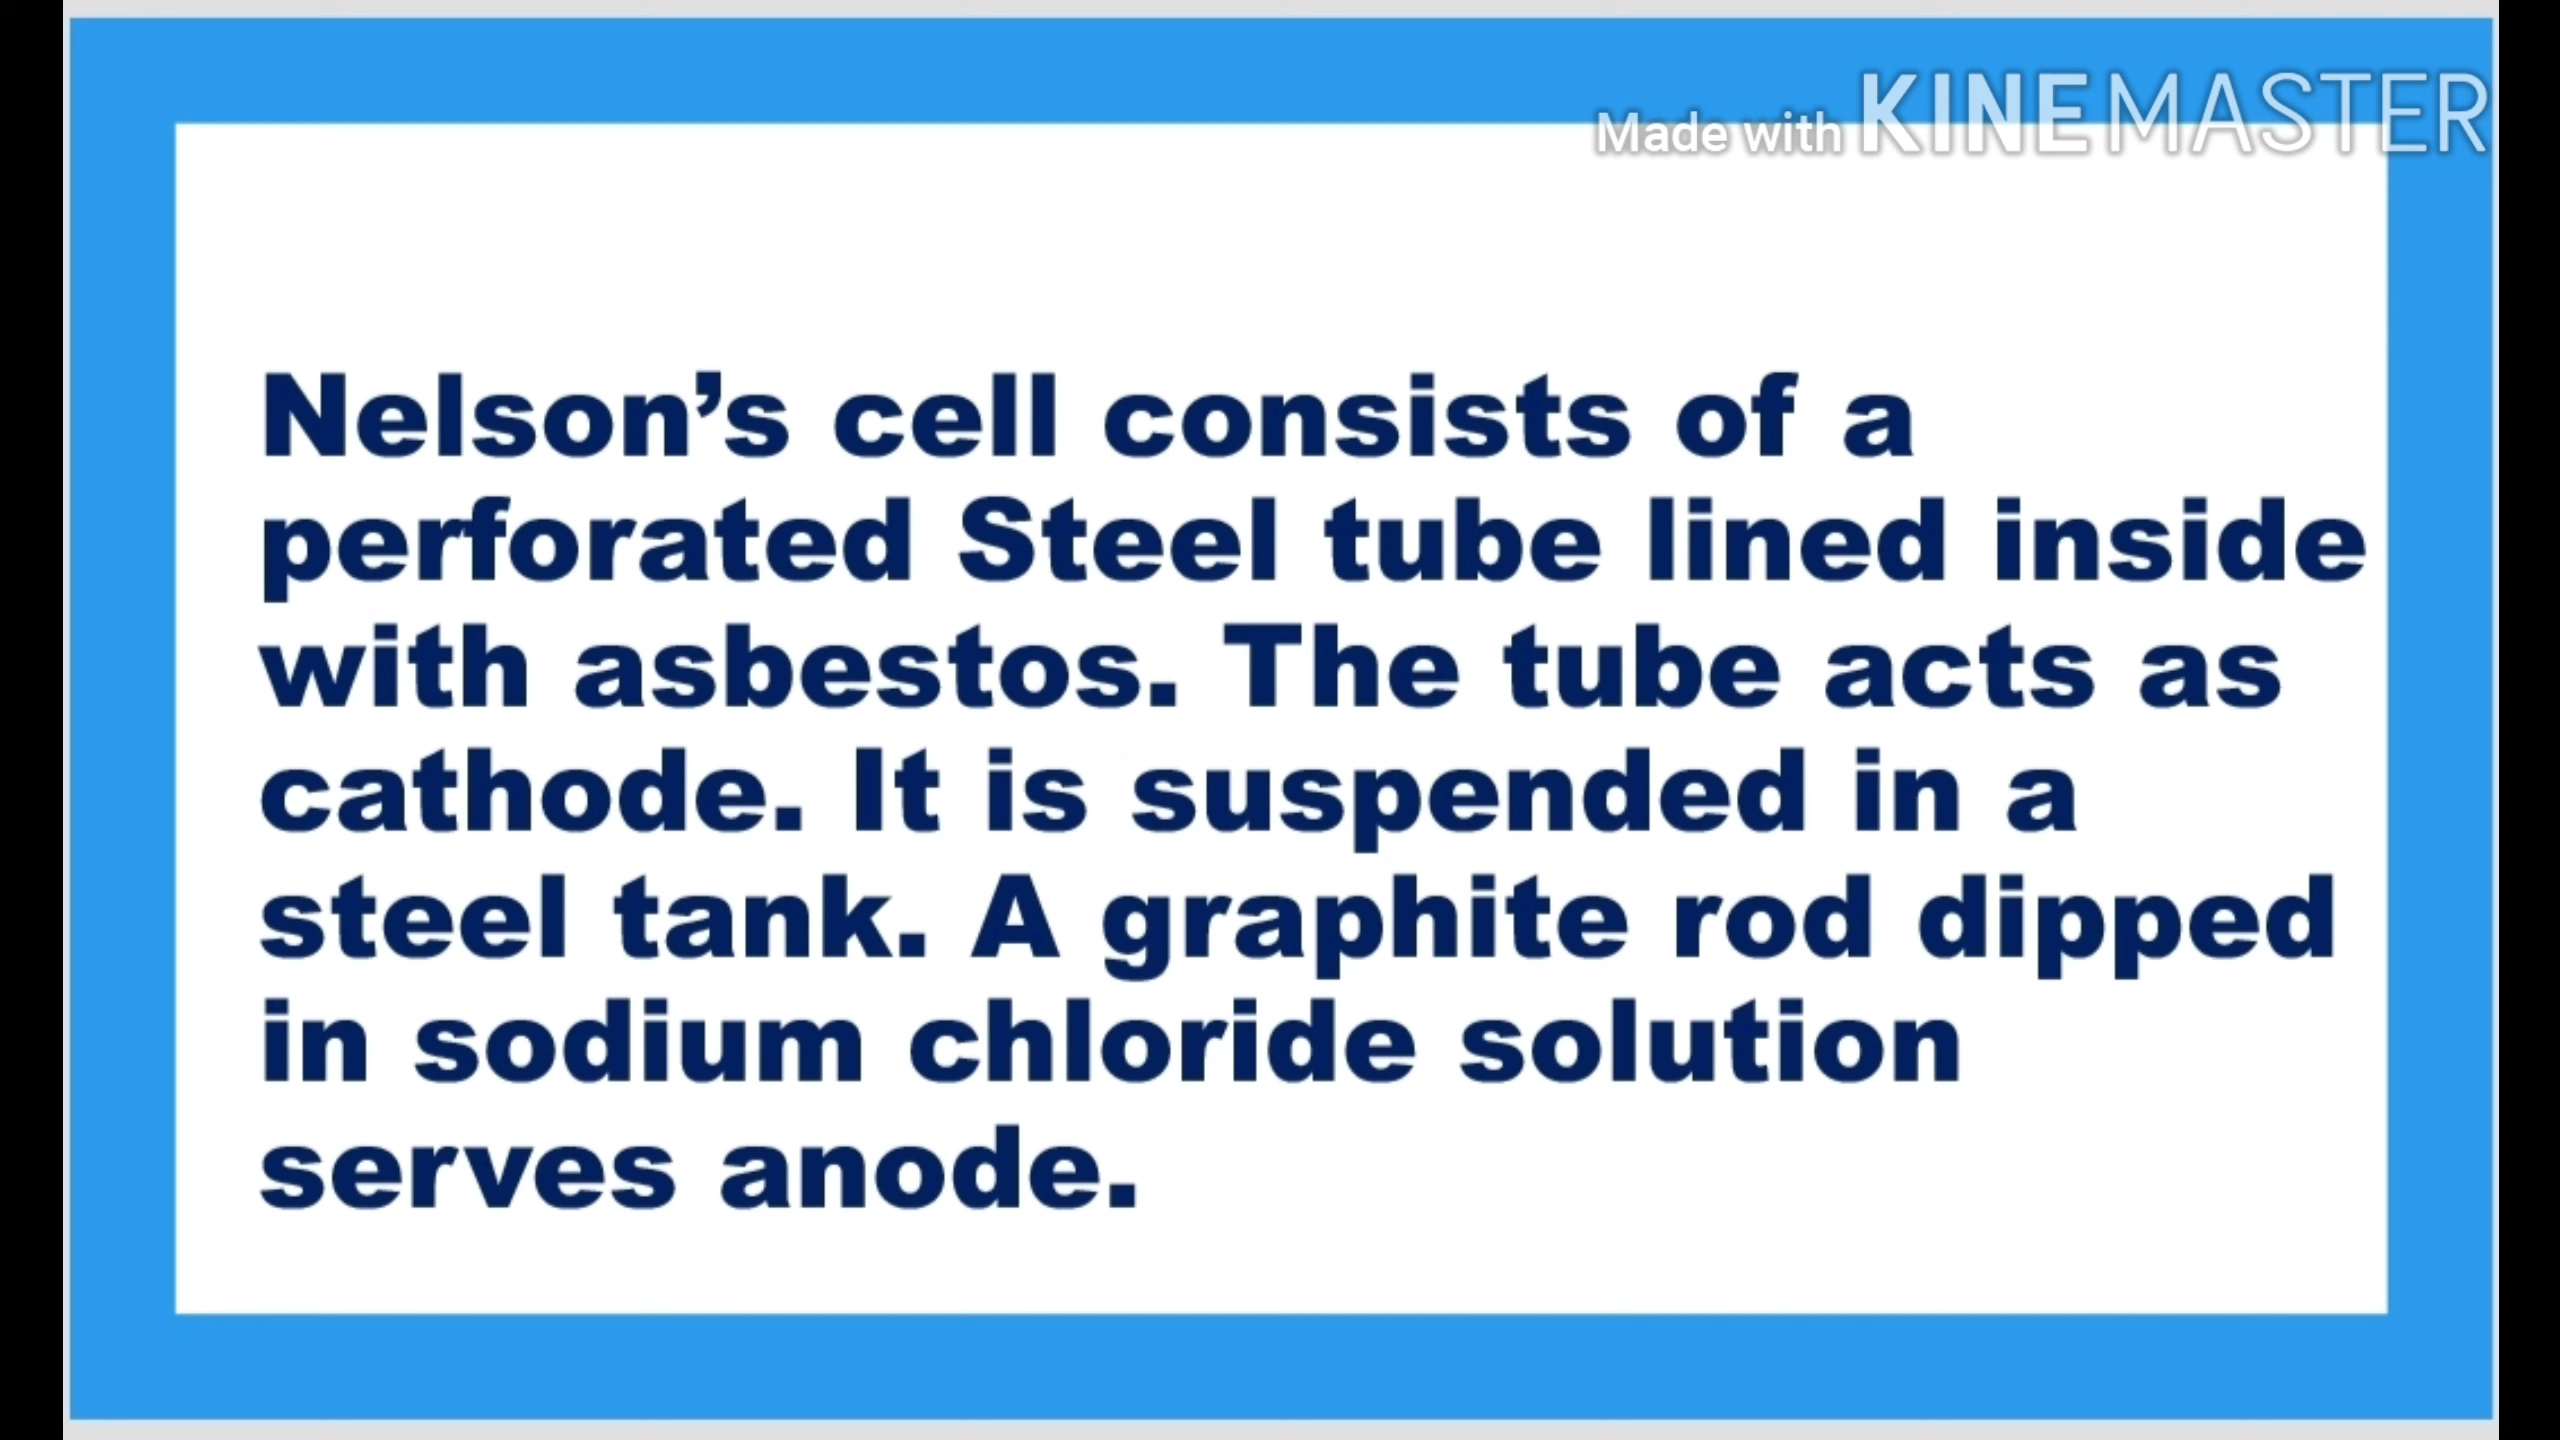 Made with KINEMASTER
Nelson’s cell consists of a
perforated Steel tube lined inside
with asbestos. The tube acts as
cathode. It is suspended in a
steel tank. A graphite rod dipped
in sodium chloride solution
serves anode.